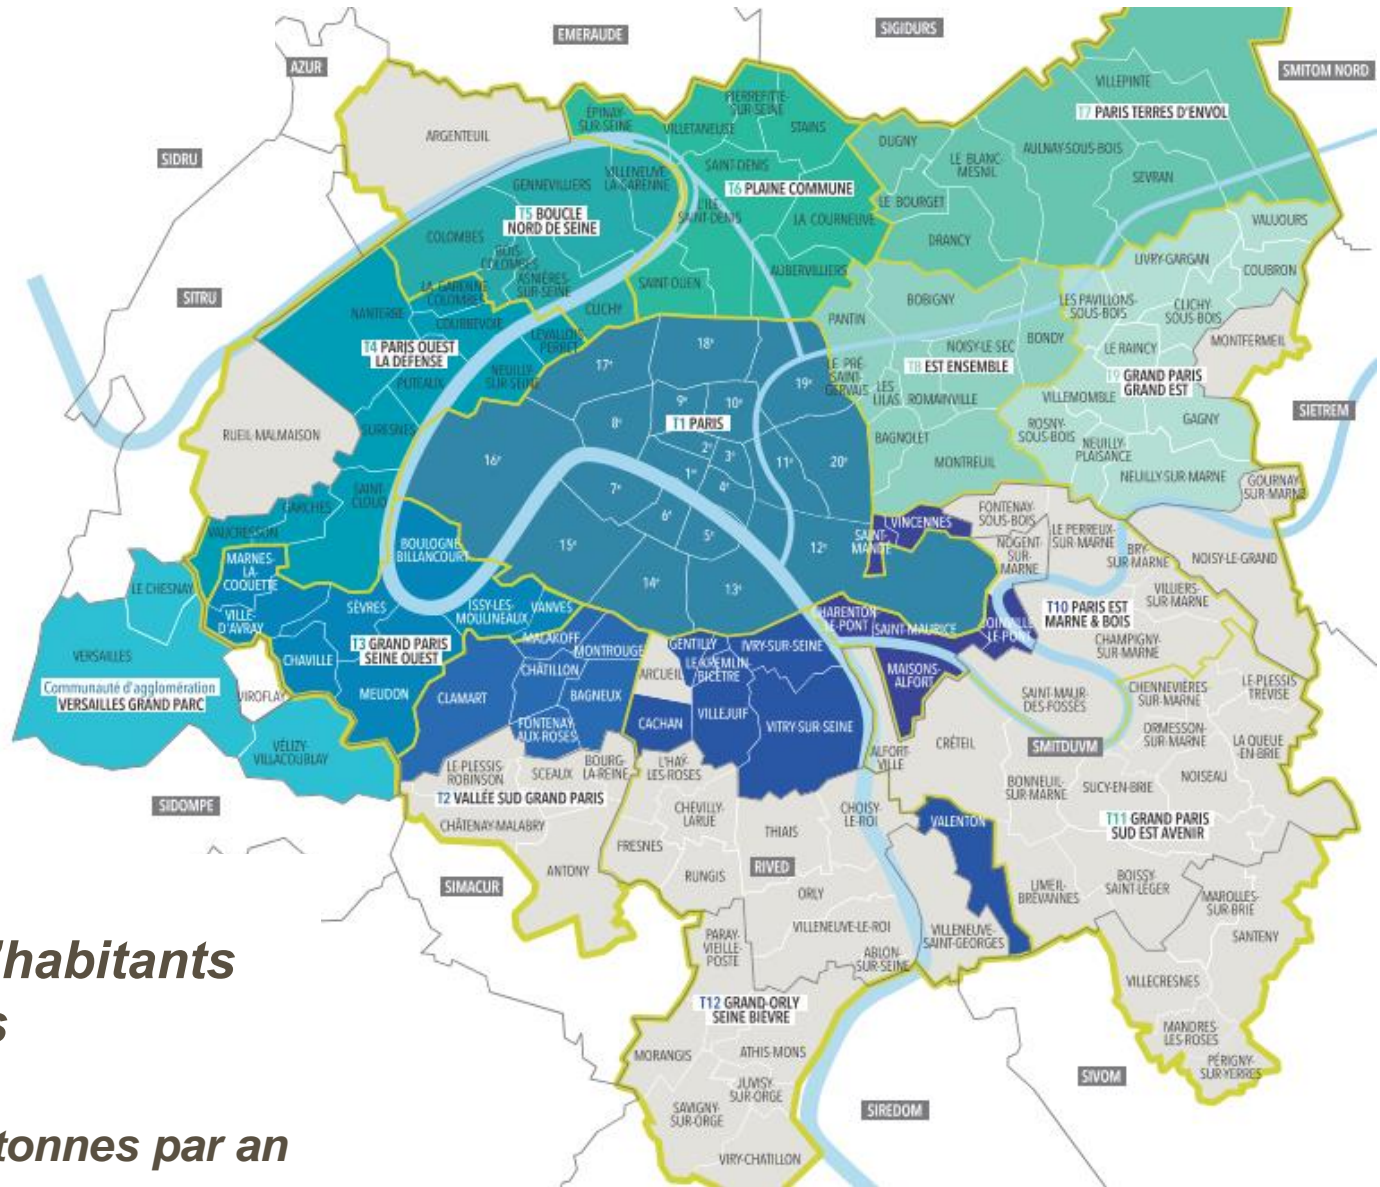 EMERAUDE
SIGIDURS
AZUR
SMITOM NORD
SIDRU
SITRU
SIETREM
SIDOMPE
SIMACUR
RIVED
SMITDUVM
SIVOM
SIREDOM
ARGENTEUIL
ÉPINAY-
SUR-SEINE
VILLETANEUSE
PIERREFITTE-
SUR-SEINE
STAINS
SAINT-DENIS
T6 PLAINE COMMUNE
L'ILE-
SAINT-DENIS
LA COURNEUVE
AUBERVILLIERS
SAINT-OUEN
VILLEPINTE
T7 PARIS TERRES D'ENVOL
DUGNY
LE BLANC-
MESNIL
AULNAY-SOUS-BOIS
SEVRAN
LE BOURGET
DRANCY
VILLENEUVE-
LA-GARENNE
GENNEVILLIERS
T5 BOUCLE
NORD DE SEINE
COLOMBES
BOIS-
COLOMBES
ASNIÈRES-
SUR-SEINE
CLICHY
LA GARENNE
COLOMBES
NANTERRE
COURBEVOIE
LEVALLOIS-
PERRET
T4 PARIS OUEST
LA DÉFENSE
PUTEAUX
NEUILLY-
SUR-SEINE
SURESNES
RUEIL-MALMAISON
SAINT-
CLOUD
GARCHES
VAUCRESSON
T1 PARIS
18e
17e
19e
9e
10e
8e
2e
3e
11e
20e
16e
1er
4e
7e
6e
5e
15e
12e
14e
13e
VAUJOURS
LIVRY-GARGAN
COUBRON
LES PAVILLONS-
SOUS-BOIS
CLICHY-
SOUS-BOIS
MONTFERMEIL
LE RAINCY
T9 GRAND PARIS
GRAND EST
VILLEMOMBLE
GAGNY
ROSNY-
SOUS-BOIS
NEUILLY-
PLAISANCE
NEUILLY-SUR-MARNE
GOURNAY-
SUR-MARNE
BOBIGNY
PANTIN
BONDY
NOISY-LE-SEC
LE PRÉ-
SAINT-
GERVAIS
T8 EST ENSEMBLE
LES
LILAS
ROMAINVILLE
BAGNOLET
MONTREUIL
BOULOGNE
BILLANCOURT
MARNES-
LA-
COQUETTE
VILLE-
D'AVRAY
SÈVRES
ISSY-LES-
MOULINEAUX
VANVES
T3 GRAND PARIS
SEINE OUEST
CHAVILLE
MEUDON
LE CHESNAY
VERSAILLES
Communauté d'agglomération
VERSAILLES GRAND PARC
VIROFLAY
VÉLIZY-
VILLACOUBLAY
MALAKOFF
MONTROUGE
CHÂTILLON
CLAMART
BAGNEUX
FONTENAY
AUX-ROSES
LE PLESSIS-
ROBINSON
SCEAUX
BOURG-
LA-REINE
T2 VALLÉE SUD GRAND PARIS
CHÂTENAY-MALABRY
ANTONY
GENTILLY
ARCUEIL
LE KREMLIN-
BICÊTRE
IVRY-SUR-SEINE
CACHAN
VILLEJUIF
VITRY-SUR-SEINE
L'HAŸ-
LES-ROSES
CHEVILLY-
LARUE
THIAIS
CHOISY-
LE-ROI
FRESNES
RUNGIS
ORLY
VILLENEUVE-LE-ROI
PARAY-
VIEILLE-
POSTE
ABLON-
SUR-SEINE
T12 GRAND-ORLY
SEINE BIÈVRE
MORANGIS
ATHIS-MONS
JUVISY-
SUR-ORGE
SAVIGNY-
SUR-ORGE
VIRY-CHATILLON
VINCENNES
SAINT-
MANDÉ
FONTENAY-
SOUS-BOIS
NOGENT-
SUR-
MARNE
LE PERREUX-
SUR-MARNE
BRY-
SUR-MARNE
NOISY-LE-GRAND
VILLIERS-
SUR-MARNE
T10 PARIS EST
MARNE & BOIS
CHARENTON-
LE-PONT
SAINT-MAURICE
JOINVILLE-
LE-PONT
CHAMPIGNY-
SUR-MARNE
MAISONS-
ALFORT
SAINT-MAUR-
DES-FOSSÉS
CHENNEVIÈRES-
SUR-MARNE
LE-PLESSIS
TRÉVISE
ORMESSON-
SUR-MARNE
LA QUEUE-
EN-BRIE
CRÉTEIL
ALFORT-
VILLE
BONNEUIL-
SUR-MARNE
SUCY-EN-BRIE
NOISEAU
T11 GRAND PARIS
SUD EST AVENIR
VALENTON
BOISSY-
SAINT-LÉGER
LIMEIL-
BRÉVANNES
MAROLLES-
SUR-BRIE
VILLENEUVE-
SAINT-GEORGES
SANTENY
VILLECRESNES
MANDRES-
LES-ROSES
PÉRIGNY-
SUR-YERRES
'habitants
s
tonnes par an